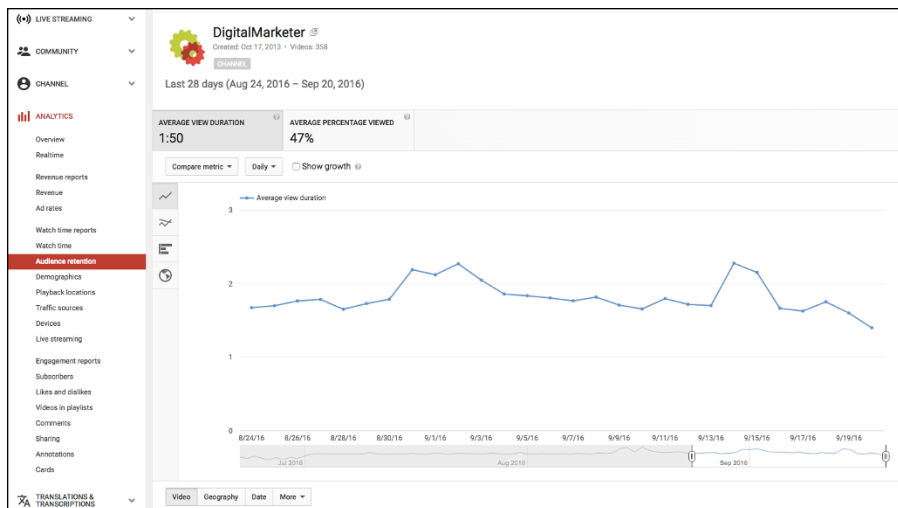 LIVE STREAMING
COMMUNITY
CHANNEL
ANALYTICS
Overview
Realtime
Revenue reports
Revenue
Ad rates
Watch time reports
Watch time
Audience retention
Demographics
Playback locations
Traffic sources
Devices
Live streaming
Engagement reports
Subscribers
Likes and dislikes
Videos in playlists
Comments
Sharing
Annotations
Cards
TRANSLATIONS &
TRANSCRIPTIONS
DigitalMarketer
Created: Oct 17, 2013 • Videos: 358
CHANNEL
Last 28 days (Aug 24, 2016 – Sep 20, 2016)
AVERAGE VIEW DURATION
1:50
AVERAGE PERCENTAGE VIEWED
47%
Compare metric Daily Show growth
Average view duration
3
2
1
0
8/24/16 8/26/16 8/28/16 8/30/16 9/1/16 9/3/16 9/5/16 9/7/16 9/9/16 9/11/16 9/13/16 9/15/16 9/17/16 9/19/16
Jul 2016 Aug 2016 Sep 2016
Video Geography Date More